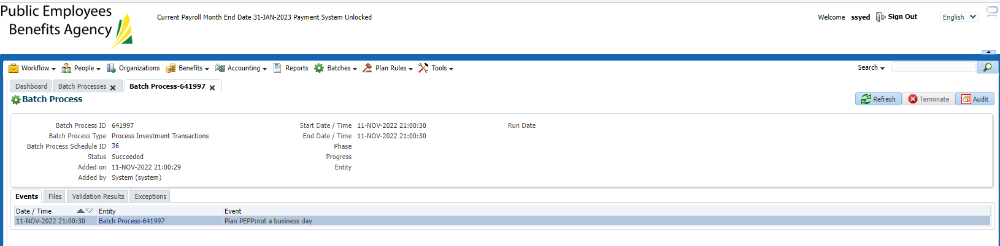 Public Employees
Benefits Agency
Current Payroll Month End Date 31-JAN-2023 Payment System Unlocked
Welcome ssyed Sign Out English
Workflow People Organizations Benefits Accounting Reports Batches Plan Rules Tools Search
Dashboard Batch Processes Batch Process-641997
Batch Process Refresh Terminate Audit
Batch Process ID 641997 Start Date / Time 11-NOV-2022 21:00:30 Run Date
Batch Process Type Process Investment Transactions End Date / Time 11-NOV-2022 21:00:30
Batch Process Schedule ID 36 Phase
Status Succeeded Progress
Added on 11-NOV-2022 21:00:29 Entity
Added by System (system)
Events Files Validation Results Exceptions
Date / Time Entity Event
11-NOV-2022 21:00:30 Batch Process-641997 Plan PEPP:not a business day